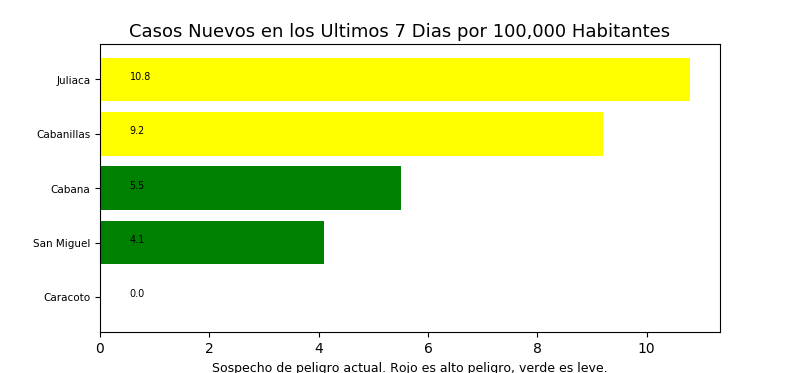 Casos Nuevos en los Ultimos 7 Dias por 100,000 Habitantes
Juliaca 10.8
Cabanillas 9.2
Cabana 5.5
San Miguel 4.1
Caracoto 0.0
0 2 4 6 8 10
Sospecho de peligro actual. Rojo es alto peligro, verde es leve.